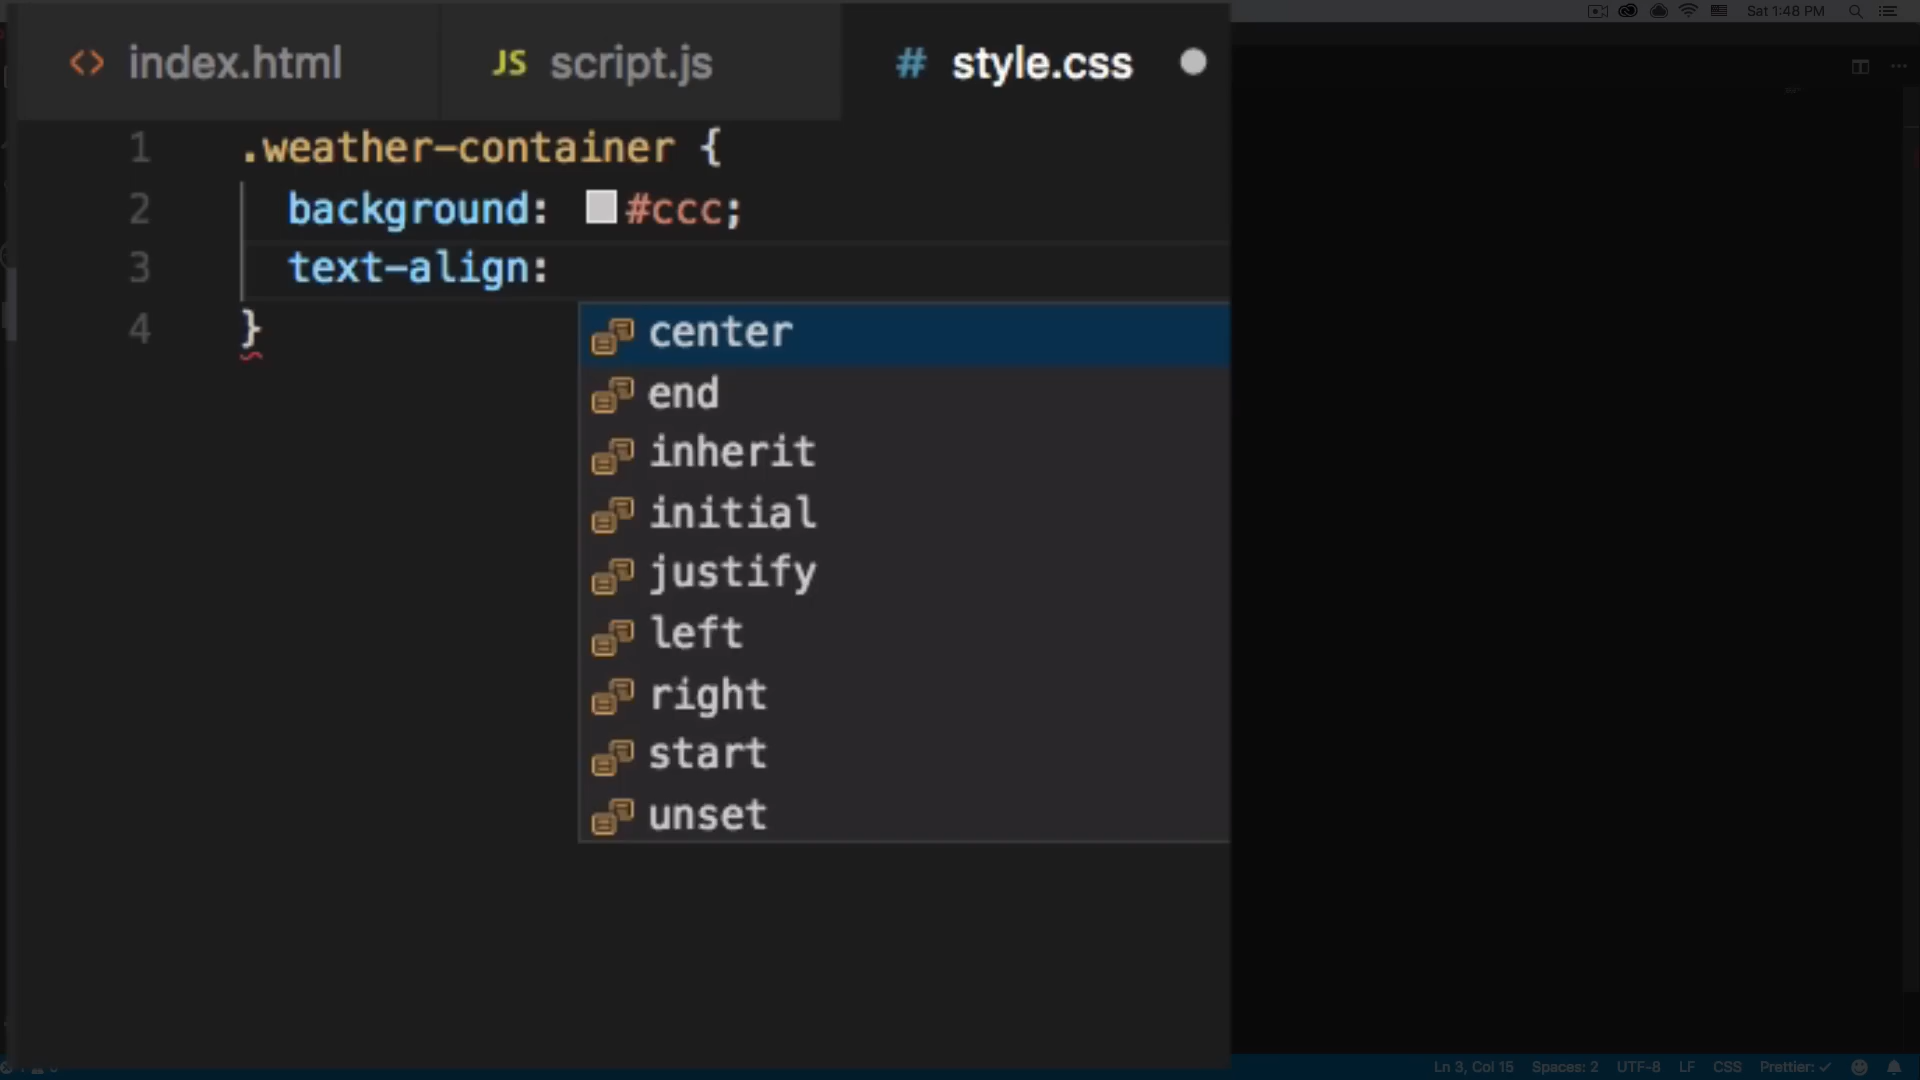 Sat 1:48 PM
index.html
JS script.js
# style.css
1 .weather-container {
2 background: #ccc;
3 text-align:
4 }
center
end
inherit
initial
justify
left
right
start
unset
Ln 3, Col 15 Spaces: 2 UTF-8 LF CSS Prettier: ✓